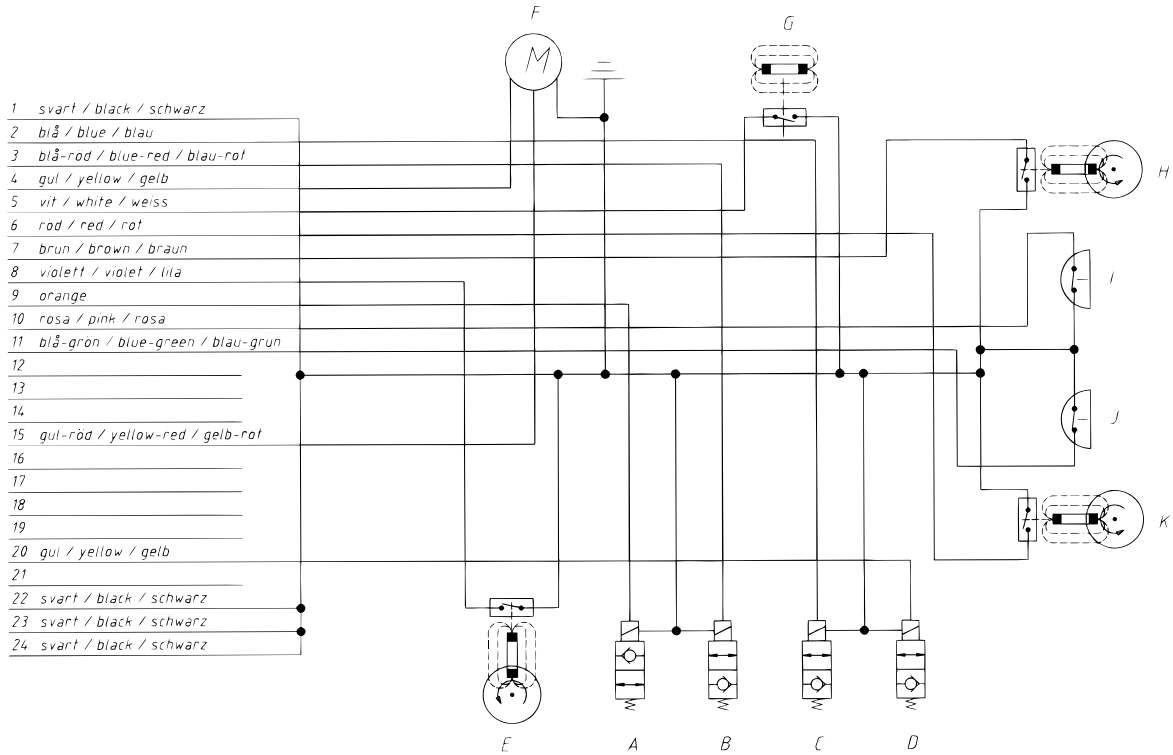 F
G
M
1 svart / black / schwarz
2 blå / blue / blau
3 blå-röd / blue-red / blau-rot
4 gul / yellow / gelb
H
5 vit / white / weiss
6 röd / red / rot
7 brun / brown / braun
8 violett / violet / lila
I
9 orange
10 rosa / pink / rosa
11 blå-grön / blue-green / blau-grun
12
13
14
J
15 gul-röd / yellow-red / gelb-rot
16
17
18
19
K
20 gul / yellow / gelb
21
22 svart / black / schwarz
23 svart / black / schwarz
24 svart / black / schwarz
E A B C D